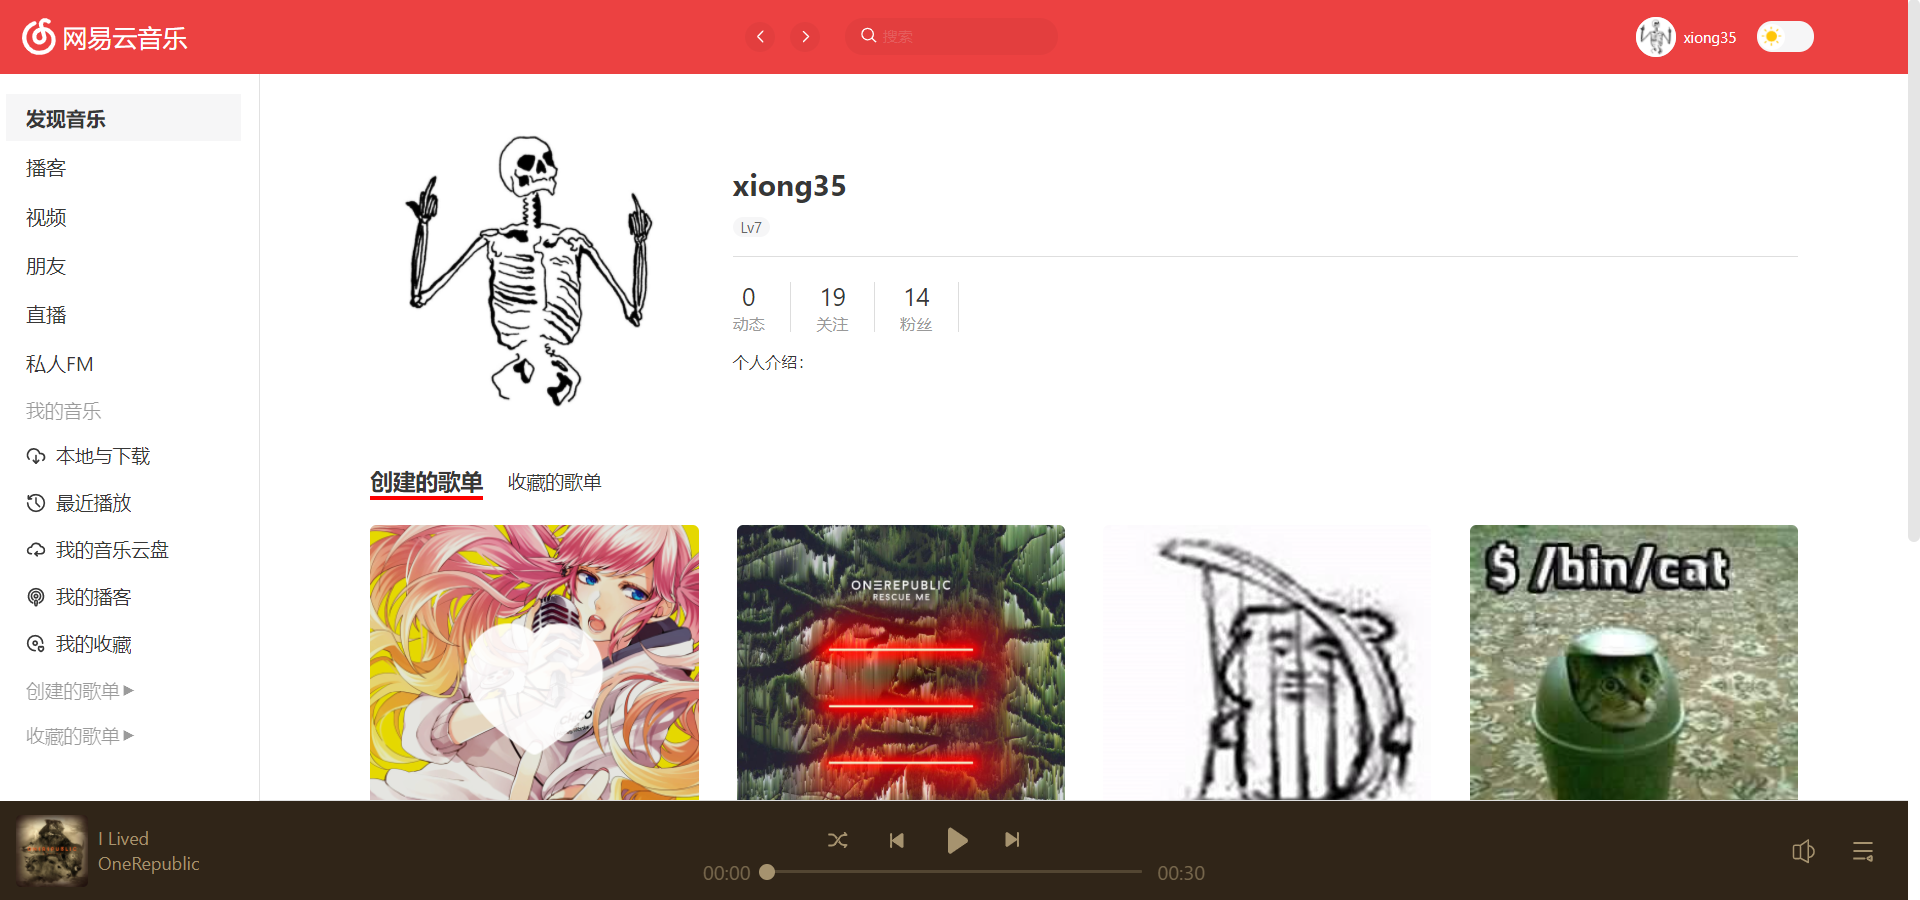 网易云音乐
搜索
xiong35
发现音乐
播客
视频
朋友
直播
私人FM
我的音乐
本地与下载
最近播放
我的音乐云盘
我的播客
我的收藏
创建的歌单
收藏的歌单
xiong35
Lv7
0 19 14
动态 关注 粉丝
个人介绍：
创建的歌单 收藏的歌单
ONEREPUBLIC
RESCUE ME
$ /bin/cat
I Lived
OneRepublic
00:00
00:30